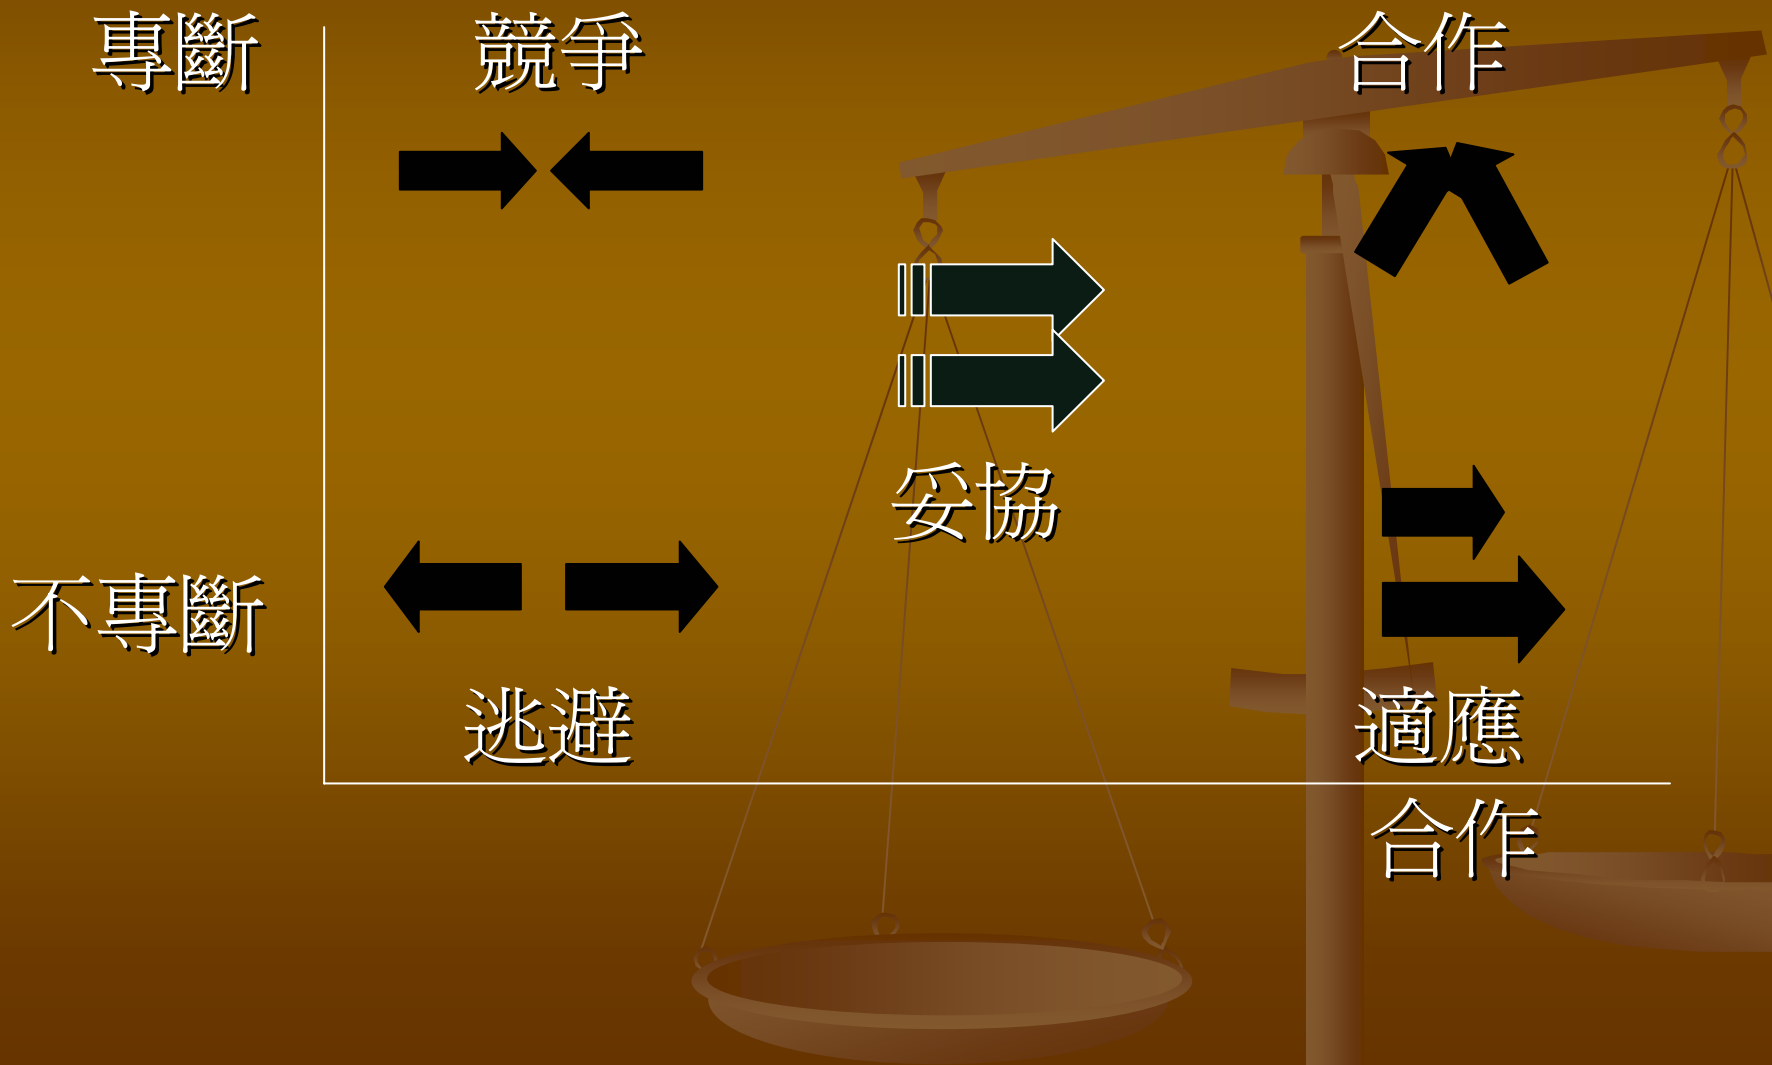 專斷 競爭 合作
妥協
不專斷
逃避 適應
合作